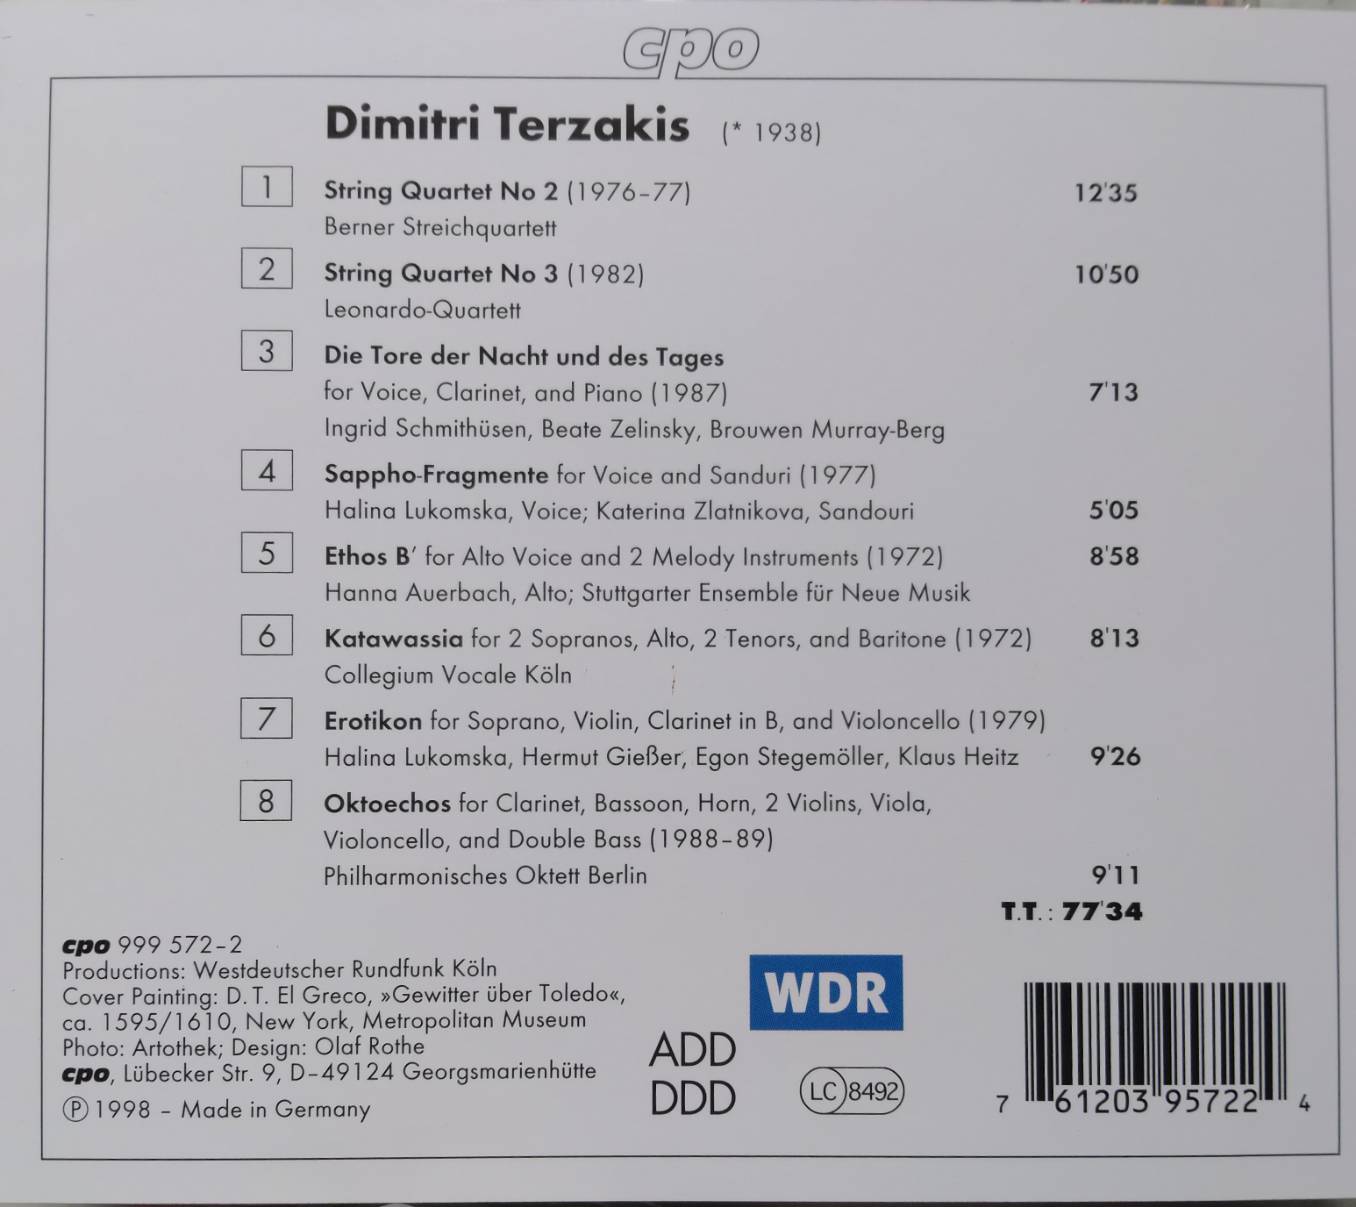 cpo
Dimitri Terzakis (* 1938)
1 String Quartet No 2 (1976-77) 12'35
Berner Streichquartett
2 String Quartet No 3 (1982) 10'50
Leonardo-Quartett
3 Die Tore der Nacht und des Tages
for Voice, Clarinet, and Piano (1987) 7'13
Ingrid Schmithüsen, Beate Zelinsky, Brouwen Murray-Berg
4 Sappho-Fragmente for Voice and Sanduri (1977)
Halina Lukomska, Voice; Katerina Zlatnikova, Sandouri 5'05
5 Ethos B' for Alto Voice and 2 Melody Instruments (1972) 8'58
Hanna Auerbach, Alto; Stuttgarter Ensemble für Neue Musik
6 Katawassia for 2 Sopranos, Alto, 2 Tenors, and Baritone (1972) 8'13
Collegium Vocale Köln
7 Erotikon for Soprano, Violin, Clarinet in B, and Violoncello (1979)
Halina Lukomska, Hermut Gießer, Egon Stegemöller, Klaus Heitz 9'26
8 Oktoechos for Clarinet, Bassoon, Horn, 2 Violins, Viola,
Violoncello, and Double Bass (1988-89)
Philharmonisches Oktett Berlin 9'11
T.T.: 77'34
cpo 999 572-2
Productions: Westdeutscher Rundfunk Köln
Cover Painting: D.T. El Greco, »Gewitter über Toledo«,
ca. 1595/1610, New York, Metropolitan Museum
Photo: Artothek; Design: Olaf Rothe
cpo, Lübecker Str. 9, D-49124 Georgsmarienhütte
Ⓟ 1998 - Made in Germany
WDR
ADD
DDD
LC 8492
7 61203 95722 4